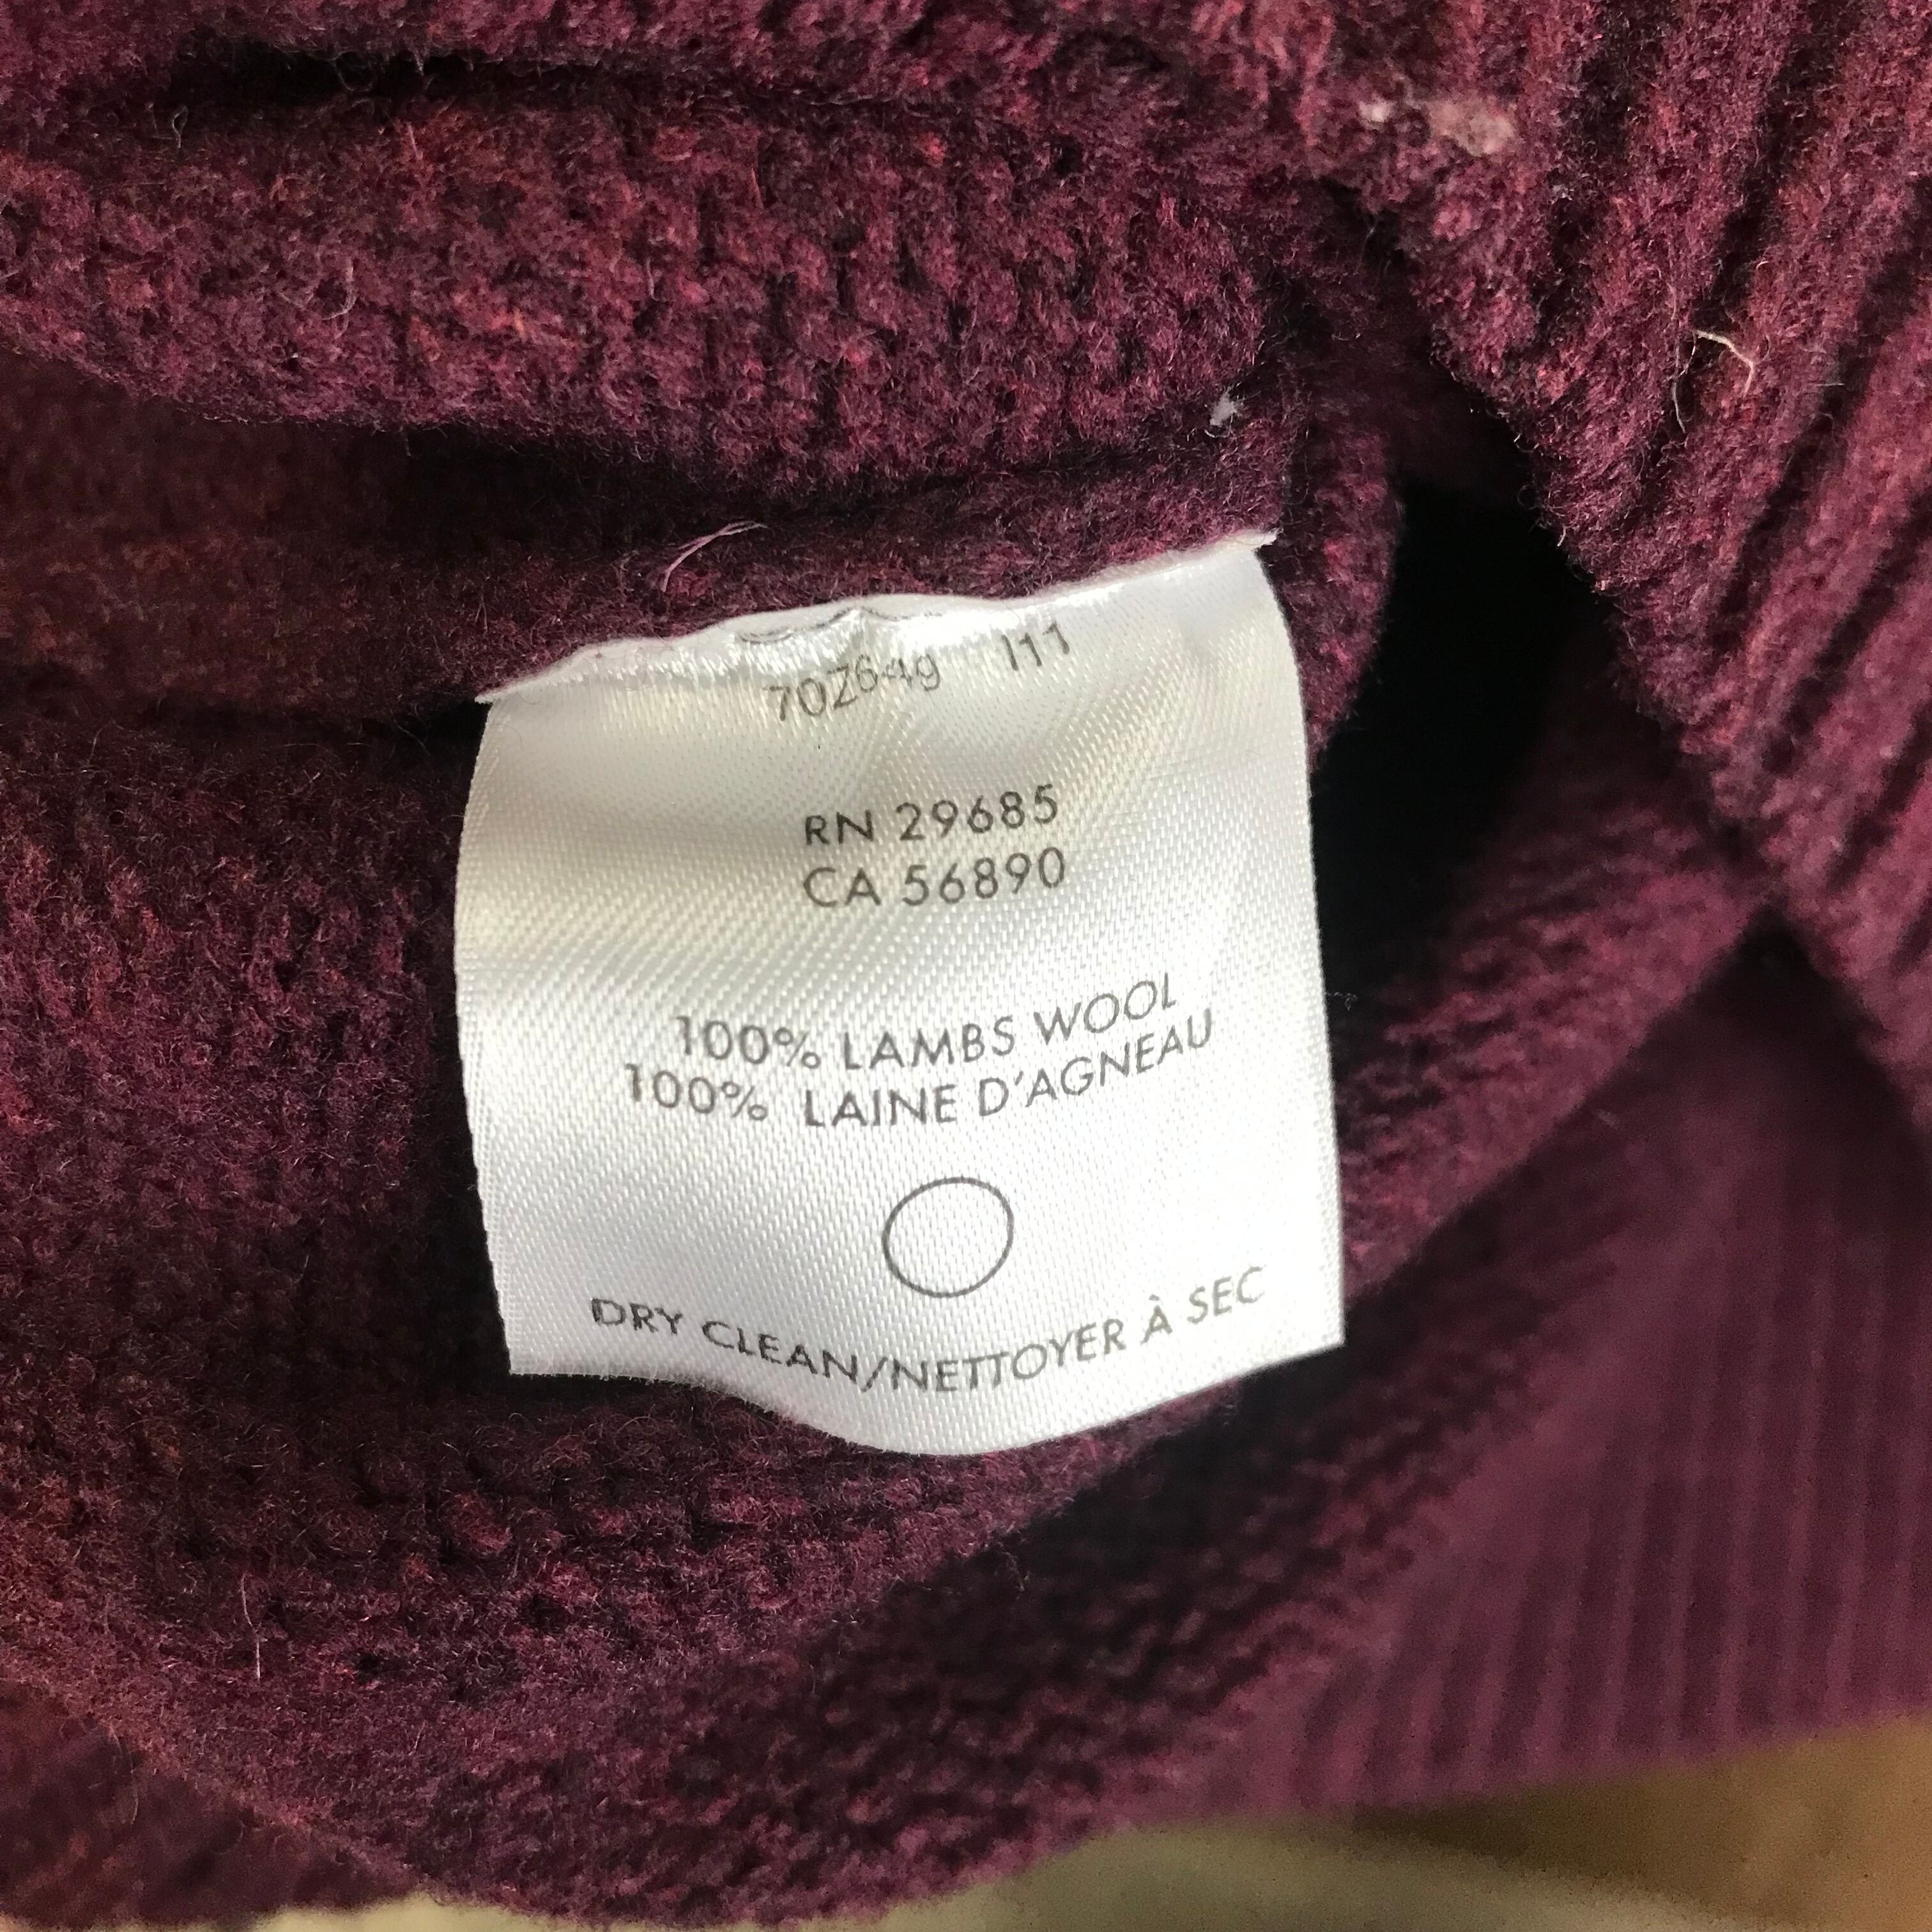 70Z649 I11
RN 29685
CA 56890
100% LAMBS WOOL
100% LAINE D'AGNEAU
DRY CLEAN/NETTOYER À SEC